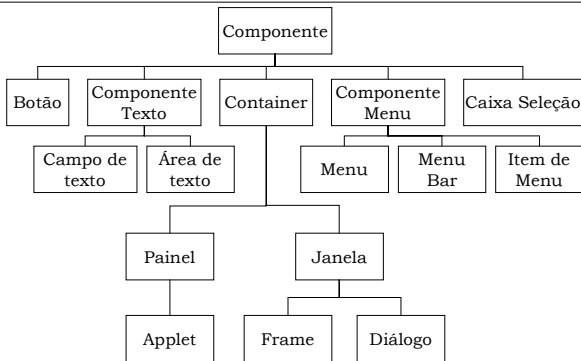 Componente
Botão
Componente
Texto
Container
Componente
Menu
Caixa Seleção
Campo de
texto
Área de
texto
Menu
Menu
Bar
Item de
Menu
Painel
Janela
Applet
Frame
Diálogo